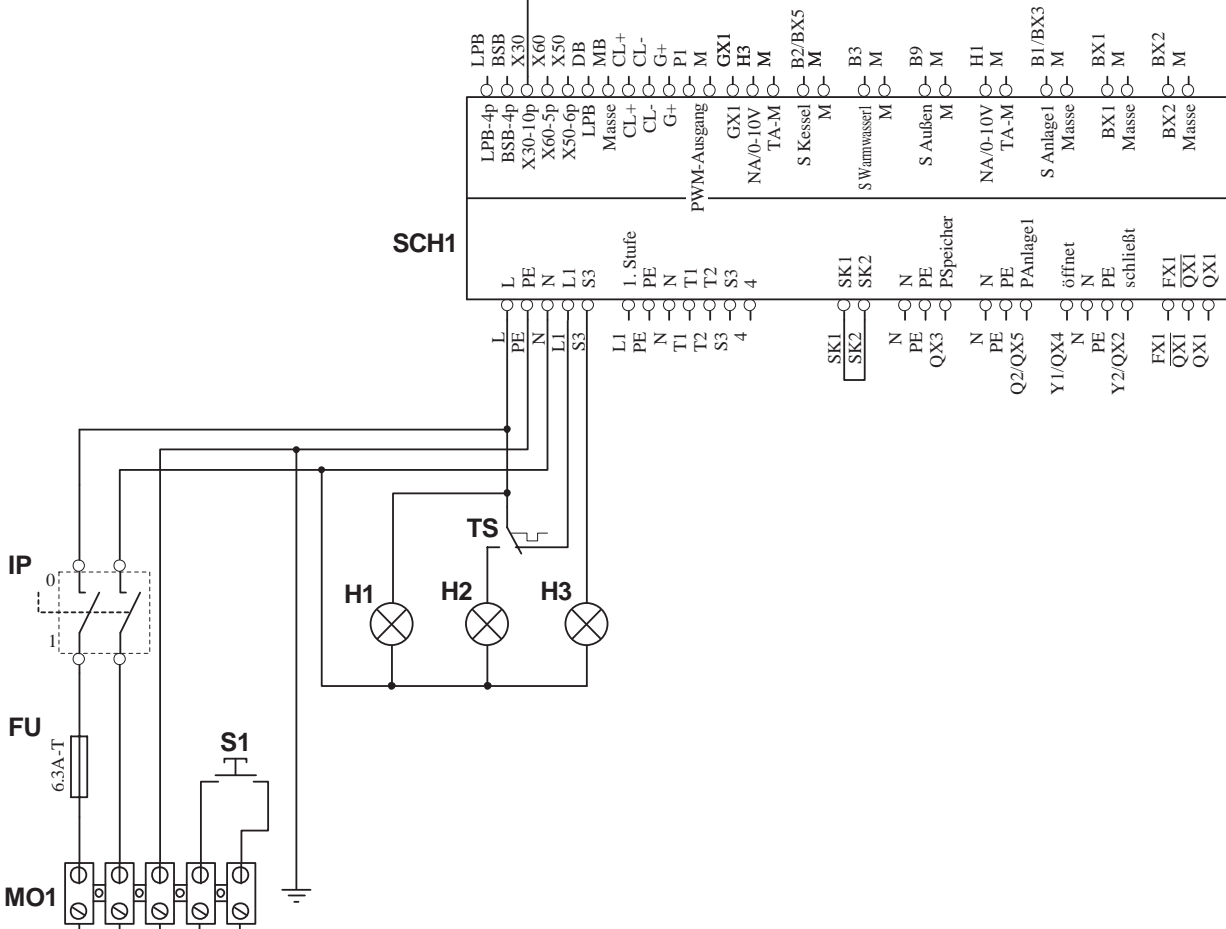 LPB
BSB
X30
X60
X50
DB
MB
CL+
CL-
G+
P1
M
GX1
H3
M
B2/BX5
M
M
B3
M
B9
M
H1
M
B1/BX3
M
BX1
M
BX2
M
LPB-4p
BSB-4p
X30-10p
X60-5p
X50-6p
LPB
Masse
CL+
CL-
G+
PWM-Ausgang
GX1
NA/0-10V
TA-M
S Kessel
M
S Warmwasserl
M
S Außen
M
NA/0-10V
TA-M
S Anlage1
Masse
BX1
Masse
BX2
Masse
SCH1
L
PE
N
L1
S3
1. Stufe
PE
N
T1
T2
S3
4
SK1
SK2
N
PE
PSpeicher
N
PE
PAnlage1
öffnet
N
PE
schließt
FX1
QX1
QX1
L
PE
N
L1
S3
L1
PE
N
T1
T2
S3
4
SK1
SK2
N
PE
QX3
N
PE
Q2/QX5
Y1/QX4
N
PE
Y2/QX2
FX1
QX1
QX1
TS
IP
0
1
H1
H2
H3
FU
6.3A-T
S1
MO1